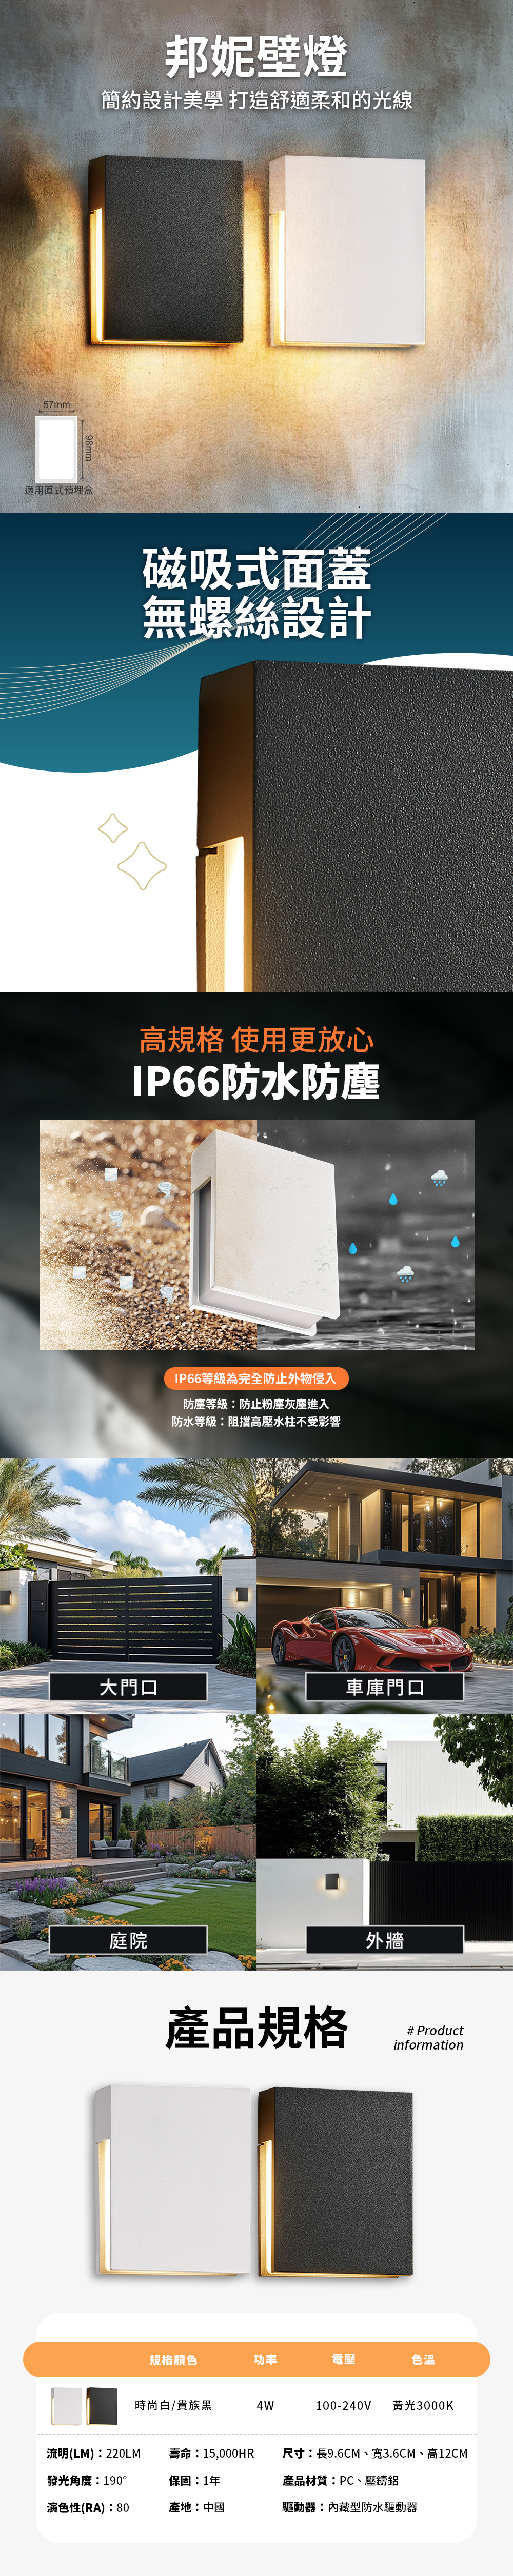 邦妮壁燈
簡約設計美學 打造舒適柔和的光線
57mm
98mm
適用直式預埋盒
磁吸式面蓋
無螺絲設計
高規格 使用更放心
IP66防水防塵
IP66等級為完全防止外物侵入
防塵等級：防止粉塵灰塵進入
防水等級：阻擋高壓水柱不受影響
大門口
車庫門口
庭院
外牆
產品規格
# Product
information
規格顏色 功率 電壓 色溫
時尚白/貴族黑 4W 100-240V 黃光3000K
流明(LM)：220LM 壽命：15,000HR 尺寸：長9.6CM、寬3.6CM、高12CM
發光角度：190° 保固：1年 產品材質：PC、壓鑄鋁
演色性(RA)：80 產地：中國 驅動器：內藏型防水驅動器